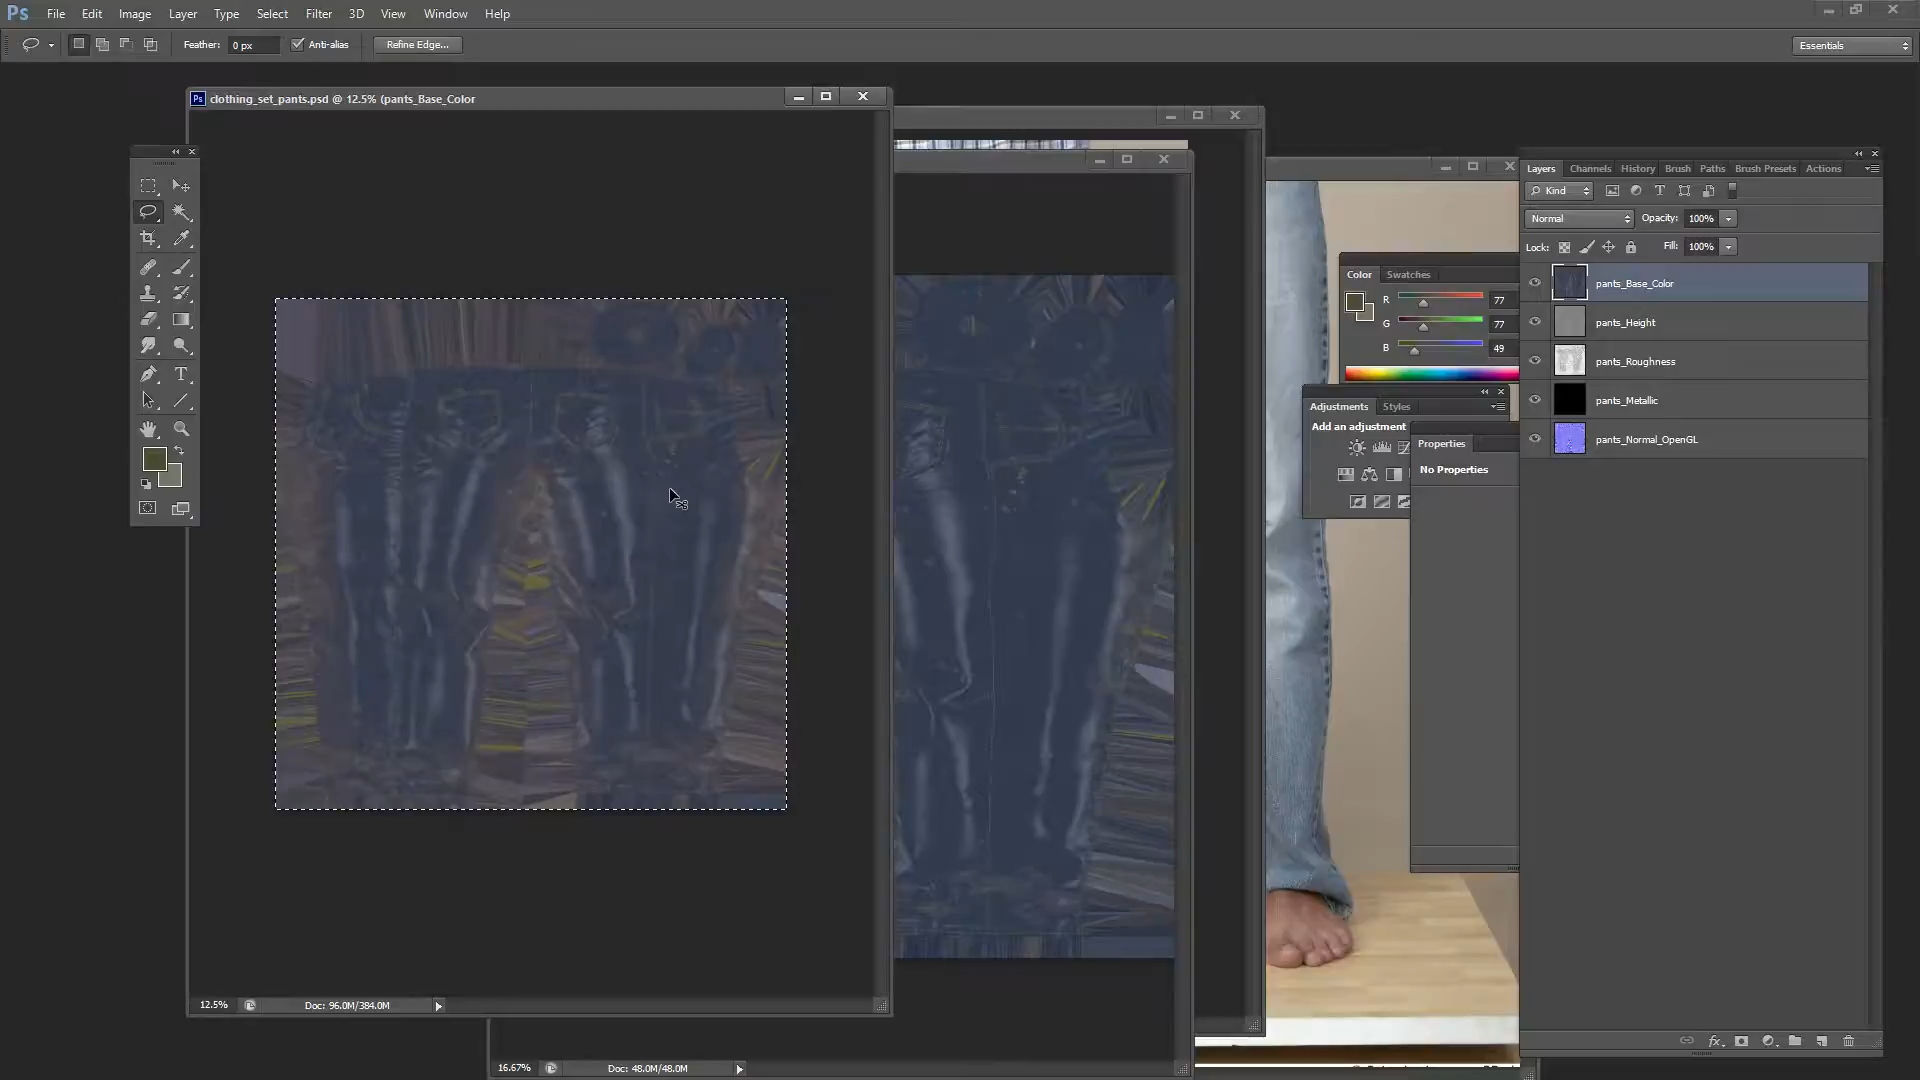 Ps File Edit Image Layer Type Select Filter 3D View Window Help
Feather: 0 px Anti-alias Refine Edge... Essentials
Ps clothing_set_pants.psd @ 12.5% (pants_Base_Color
Layers Channels History Brush Paths Brush Presets Actions
Kind T
Normal Opacity: 100%
Lock: Fill: 100%
Color Swatches
R 77
G 77
B 49
pants_Base_Color
pants_Height
pants_Roughness
pants_Metallic
pants_Normal_OpenGL
Adjustments Styles
Add an adjustment
Properties
No Properties
T
12.5% Doc: 96.0M/384.0M
16.67% Doc: 48.0M/48.0M
fx